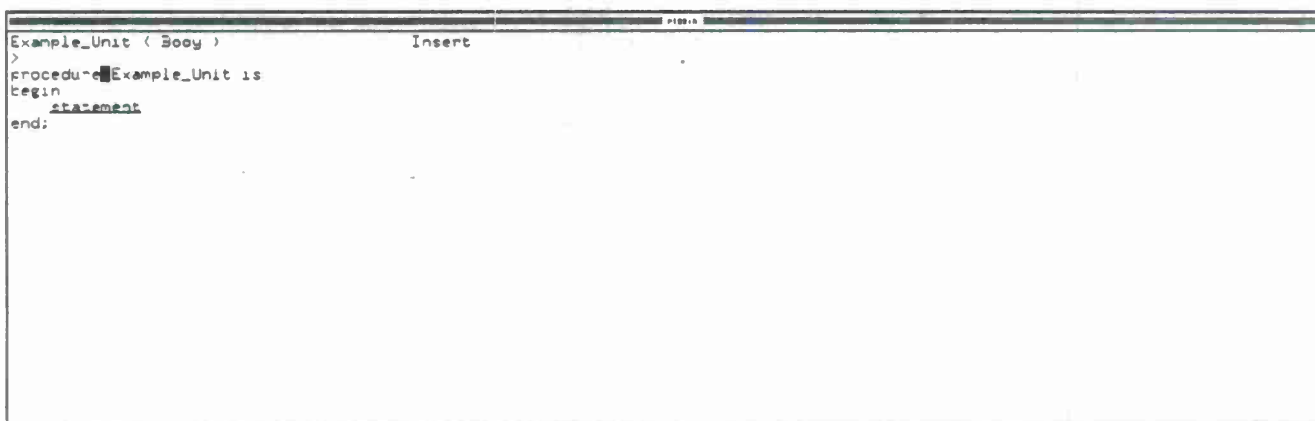 Example_Unit ( Body ) Insert
>
procedure Example_Unit is
begin
statement
end;